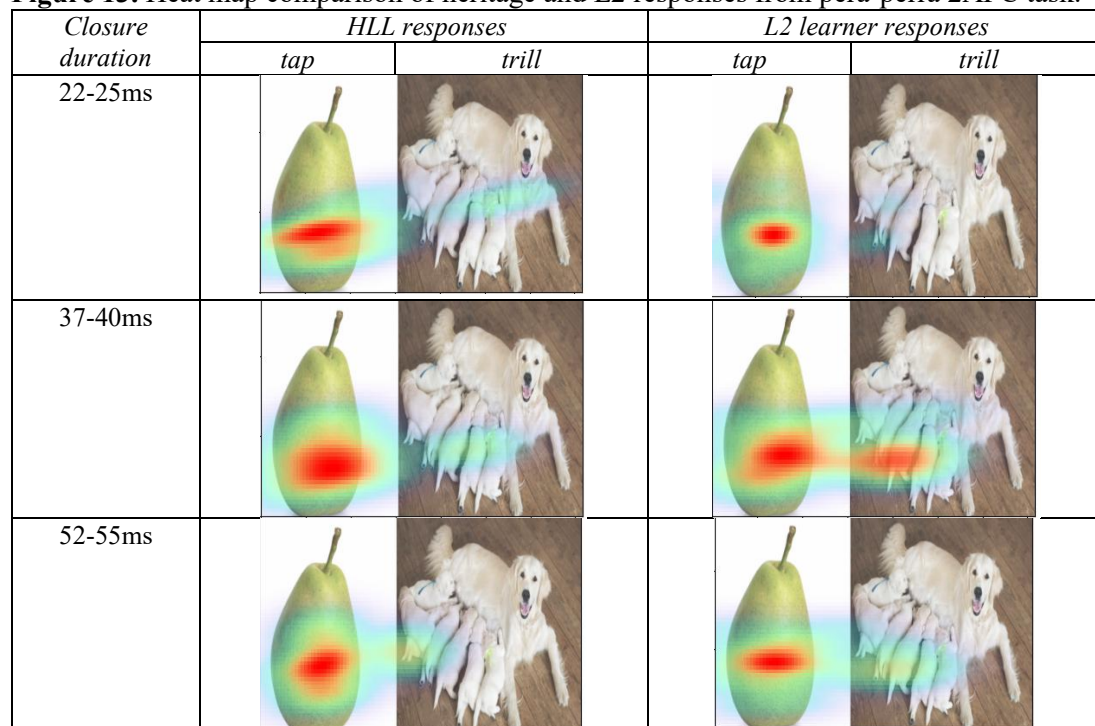 Figure Heat map comparison of heritage and L2 responses from pera-perra 2AFC task.
Closure duration
HLL responses
L2 learner responses
tap
trill
tap
trill
22-25ms
37-40ms
52-55ms